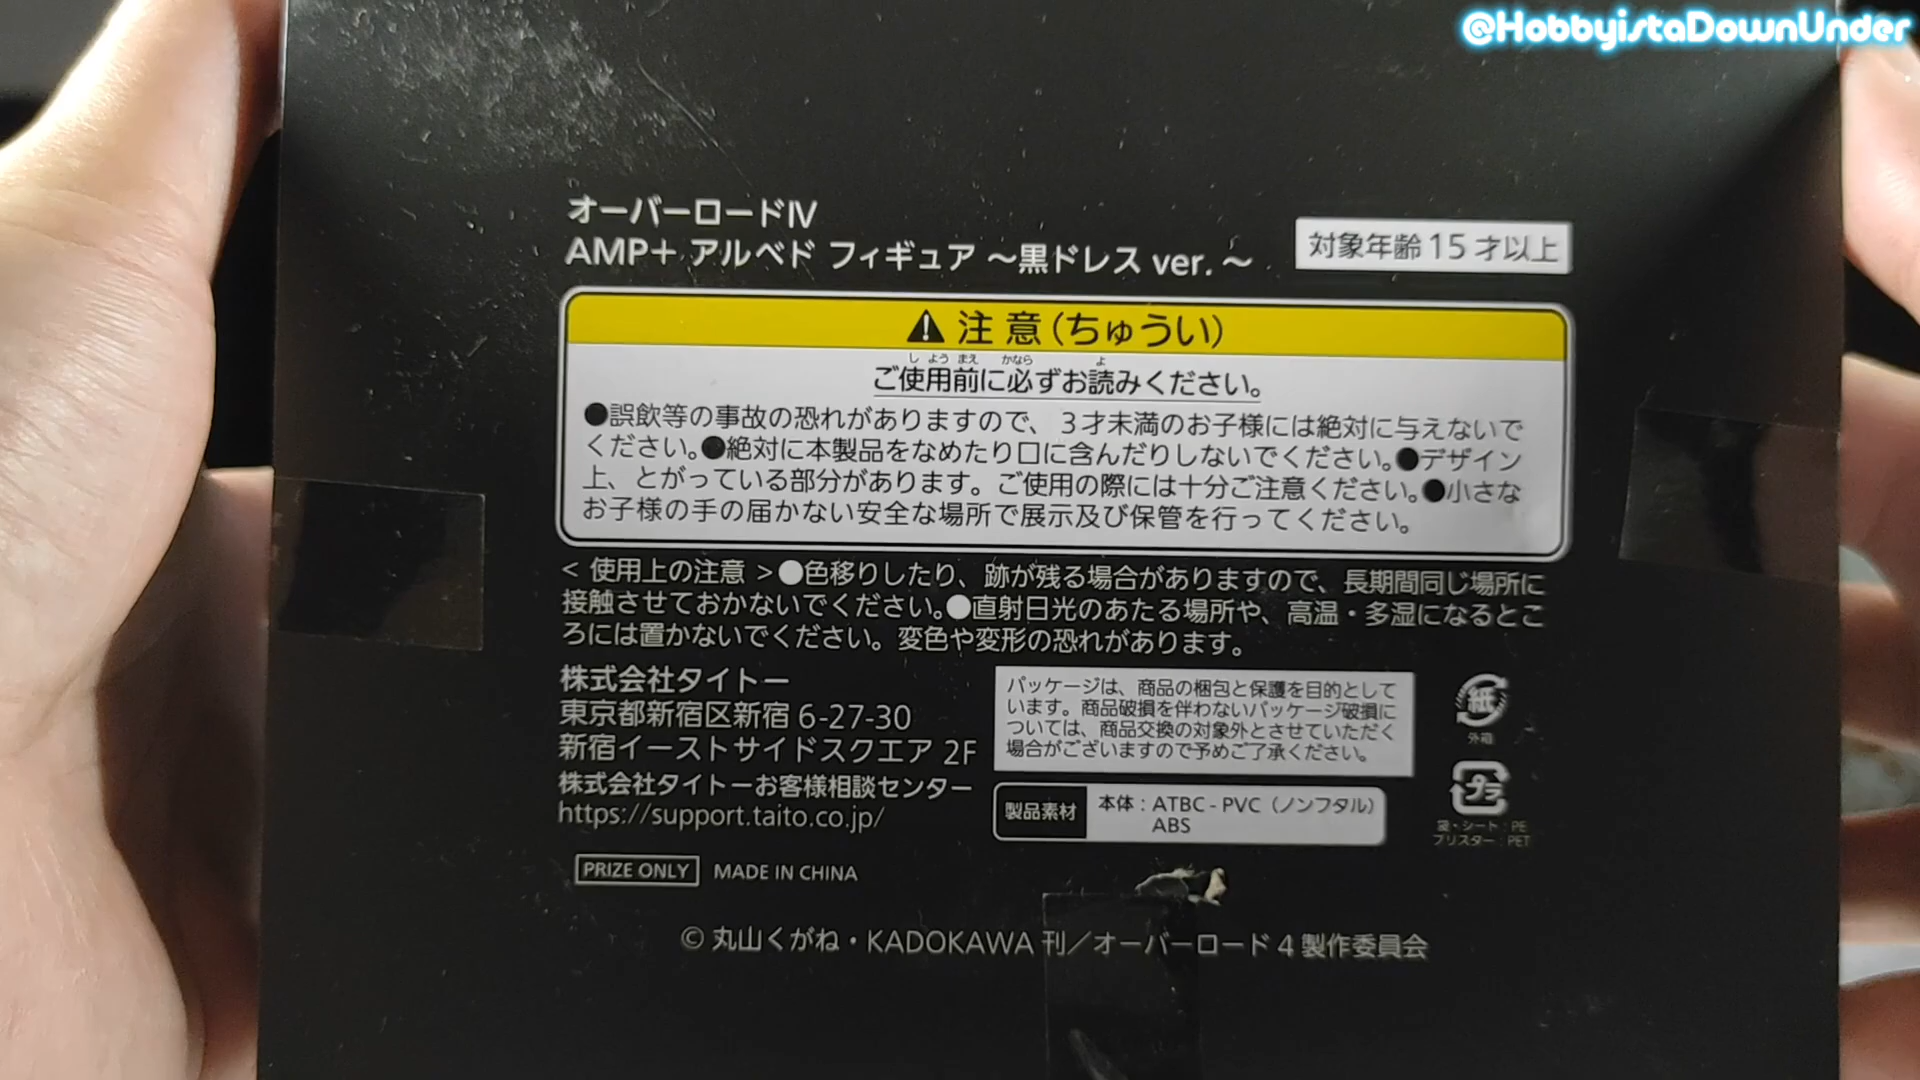 @HobbyistaDownUnder
オーバーロードⅣ
AMP+ アルベド フィギュア ～黒ドレス ver. ～
対象年齢 15 才以上
注 意（ちゅうい）
し よう まえ かなら よ
ご使用前に必ずお読みください。
●誤飲等の事故の恐れがありますので、３才未満のお子様には絶対に与えないで
ください。●絶対に本製品をなめたり口に含んだりしないでください。●デザイン
上、とがっている部分があります。ご使用の際には十分ご注意ください。●小さな
お子様の手の届かない安全な場所で展示及び保管を行ってください。
< 使用上の注意 >●色移りしたり、跡が残る場合がありますので、長期間同じ場所に
接触させておかないでください。●直射日光のあたる場所や、高温・多湿になるとこ
ろには置かないでください。変色や変形の恐れがあります。
株式会社タイトー
東京都新宿区新宿 6-27-30
新宿イーストサイドスクエア 2F
株式会社タイトーお客様相談センター
https://support.taito.co.jp/
パッケージは、商品の梱包と保護を目的として
います。商品破損を伴わないパッケージ破損に
ついては、商品交換の対象外とさせていただく
場合がございますので予めご了承ください。
製品素材
本体 : ATBC - PVC（ノンフタル）
ABS
紙
外箱
プラ
袋・シート : PE
ブリスター : PET
PRIZE ONLY MADE IN CHINA
© 丸山くがね・KADOKAWA 刊／オーバーロード 4 製作委員会